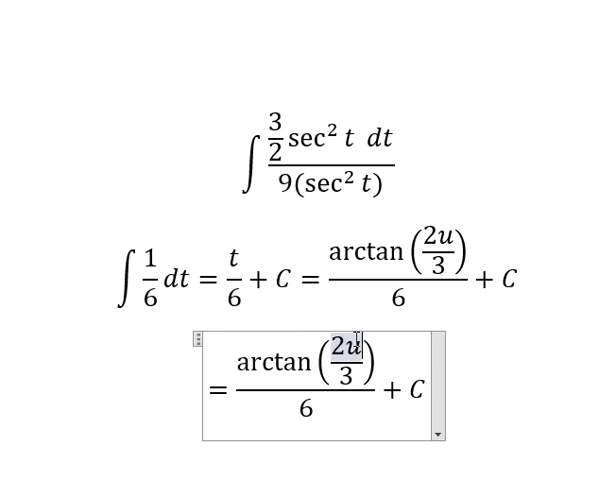 ∫ (3/2 sec² t dt) / (9(sec² t))
∫ 1/6 dt = t/6 + C = arctan(2u/3) / 6 + C
= arctan(2u/3) / 6 + C